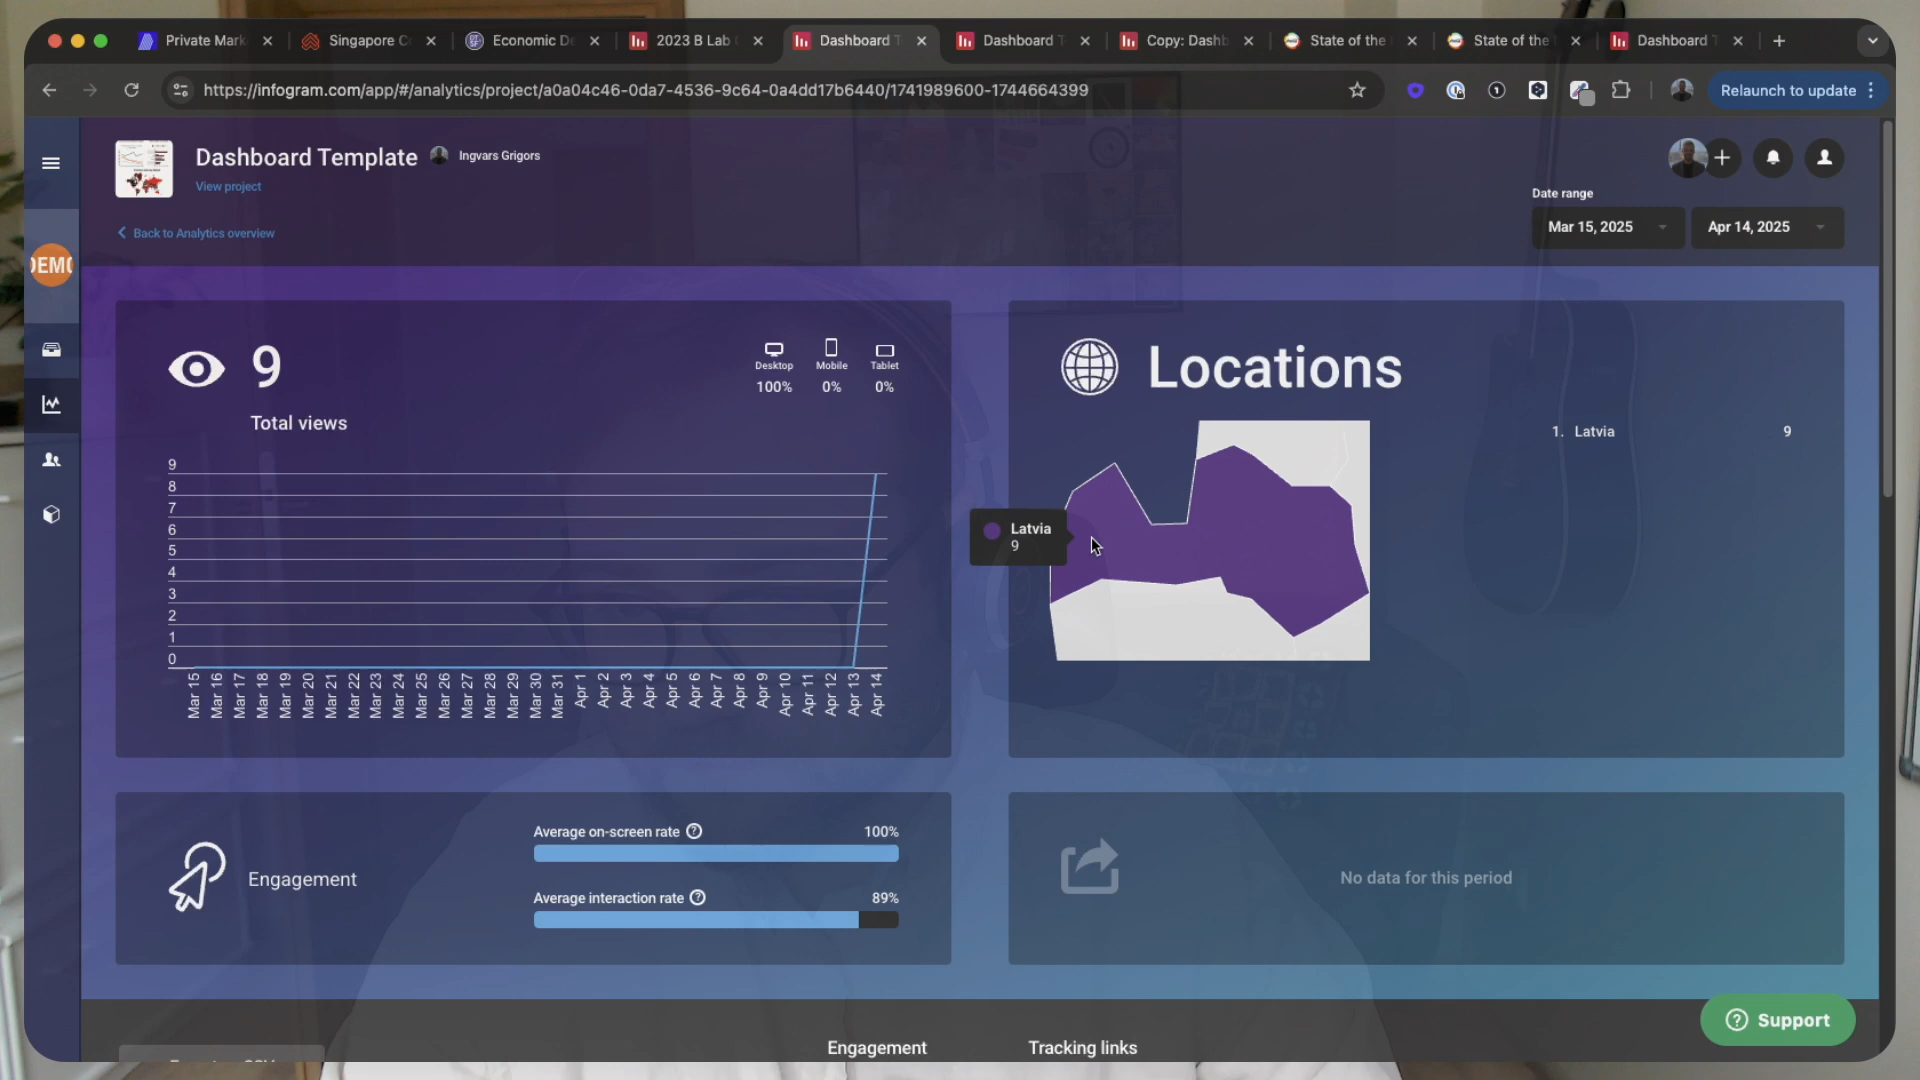 Private Mark
Singapore Co
Economic De
2023 B Lab
Dashboard T
Dashboard T
Copy: Dashb
State of the
State of the
Dashboard T
https://infogram.com/app/#/analytics/project/a0a04c46-0da7-4536-9c64-0a4dd17b6440/1741989600-1744664399
Relaunch to update
Dashboard Template
Ingvars Grigors
View project
Back to Analytics overview
Date range
Mar 15, 2025
Apr 14, 2025
DEMO
9
Total views
Desktop
100%
Mobile
0%
Tablet
0%
9
8
7
6
5
4
3
2
1
0
Mar 15
Mar 16
Mar 17
Mar 18
Mar 19
Mar 20
Mar 21
Mar 22
Mar 23
Mar 24
Mar 25
Mar 26
Mar 27
Mar 28
Mar 29
Mar 30
Mar 31
Apr 1
Apr 2
Apr 3
Apr 4
Apr 5
Apr 6
Apr 7
Apr 8
Apr 9
Apr 10
Apr 11
Apr 12
Apr 13
Apr 14
Locations
Latvia
9
1. Latvia 9
Engagement
Average on-screen rate 100%
Average interaction rate 89%
No data for this period
Support
Engagement
Tracking links